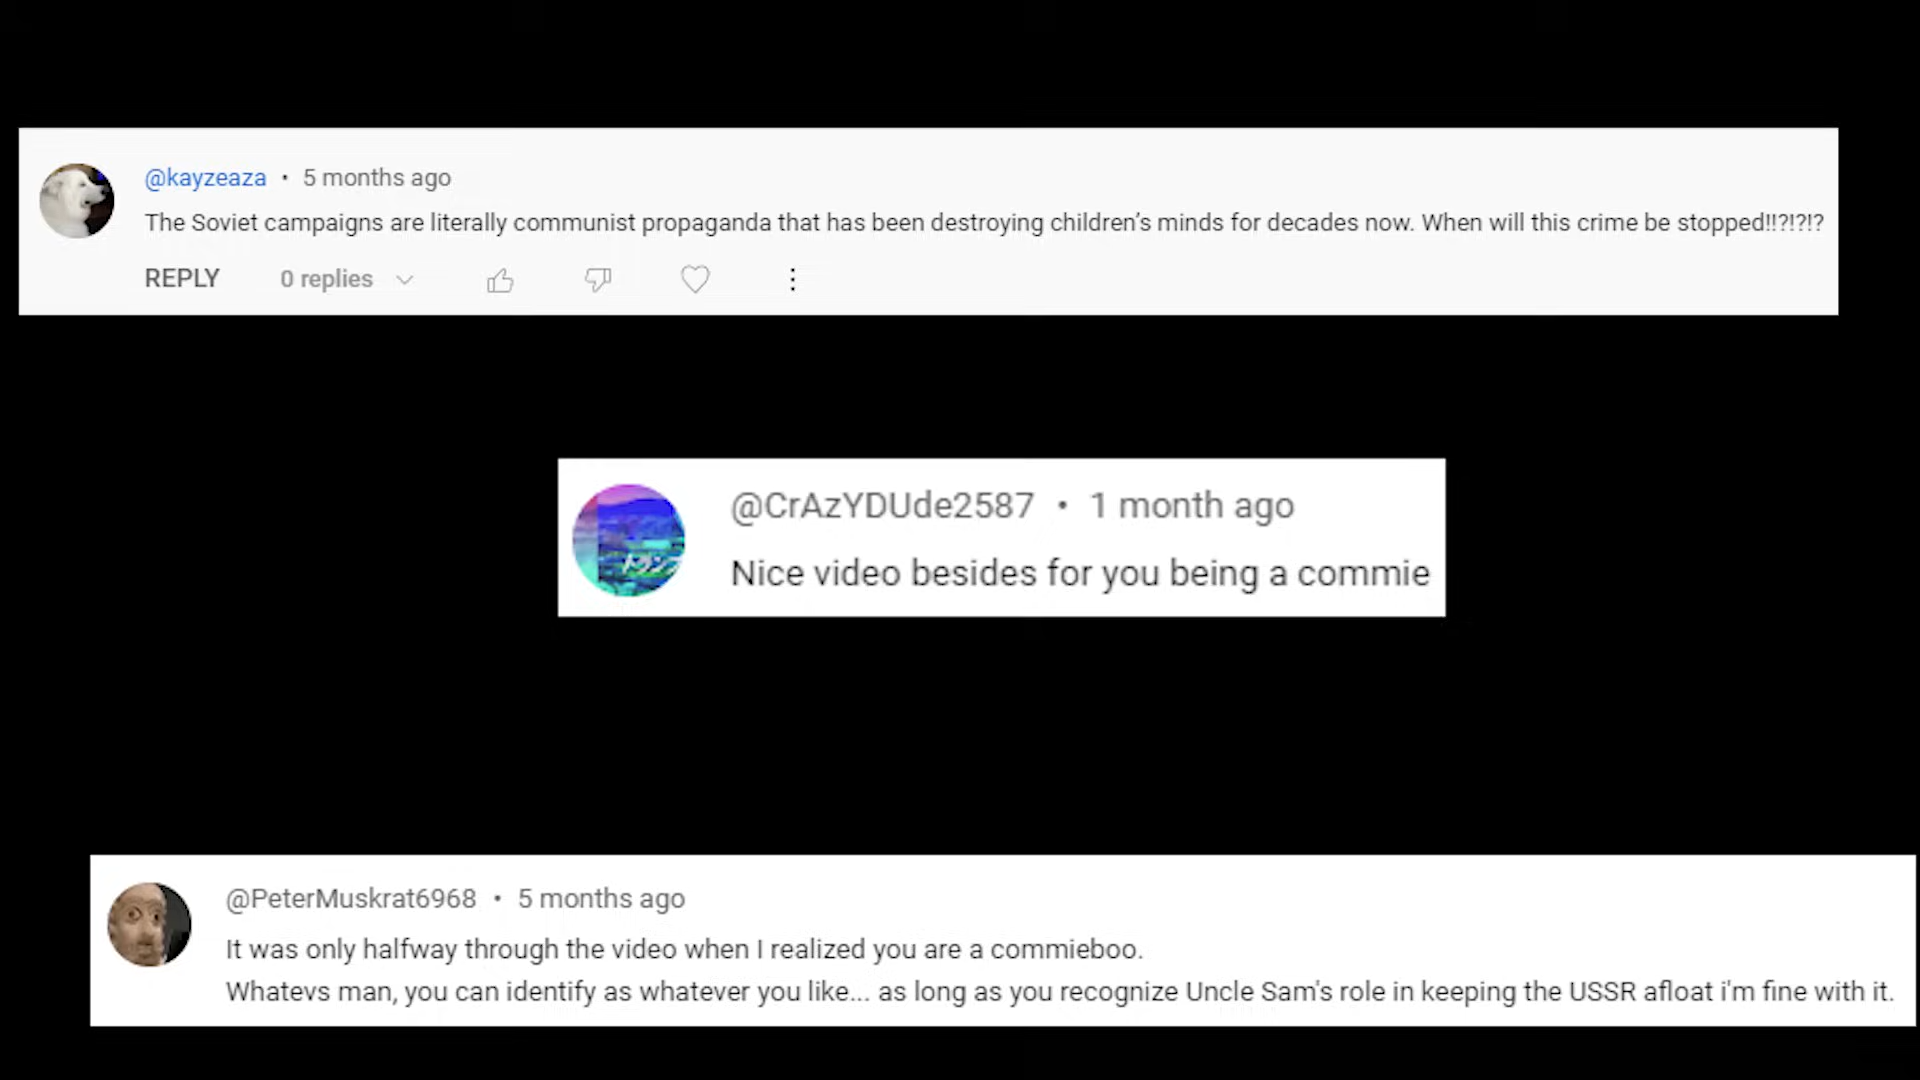 @kayzeaza • 5 months ago
The Soviet campaigns are literally communist propaganda that has been destroying children’s minds for decades now. When will this crime be stopped!!?!?!?
REPLY 0 replies
@CrAzYDUde2587 • 1 month ago
Nice video besides for you being a commie
@PeterMuskrat6968 • 5 months ago
It was only halfway through the video when I realized you are a commieboo.
Whatevs man, you can identify as whatever you like... as long as you recognize Uncle Sam's role in keeping the USSR afloat i'm fine with it.